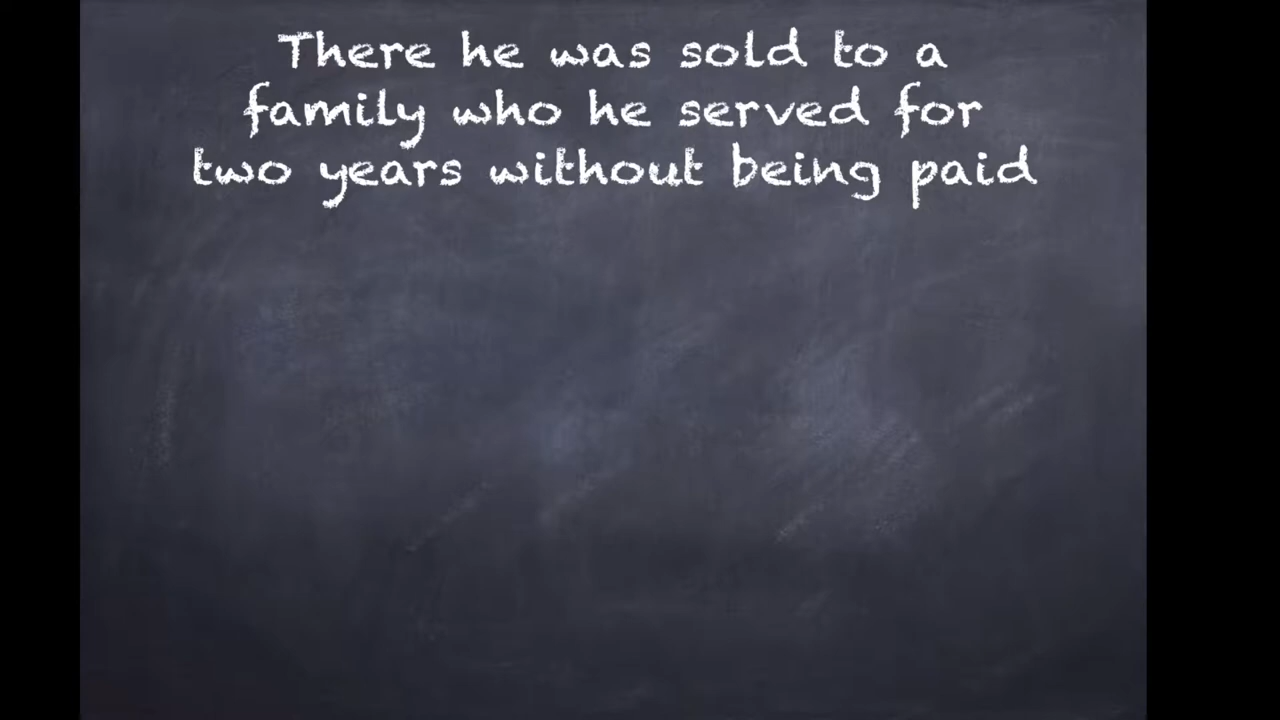 There he was sold to a
family who he served for
two years without being paid